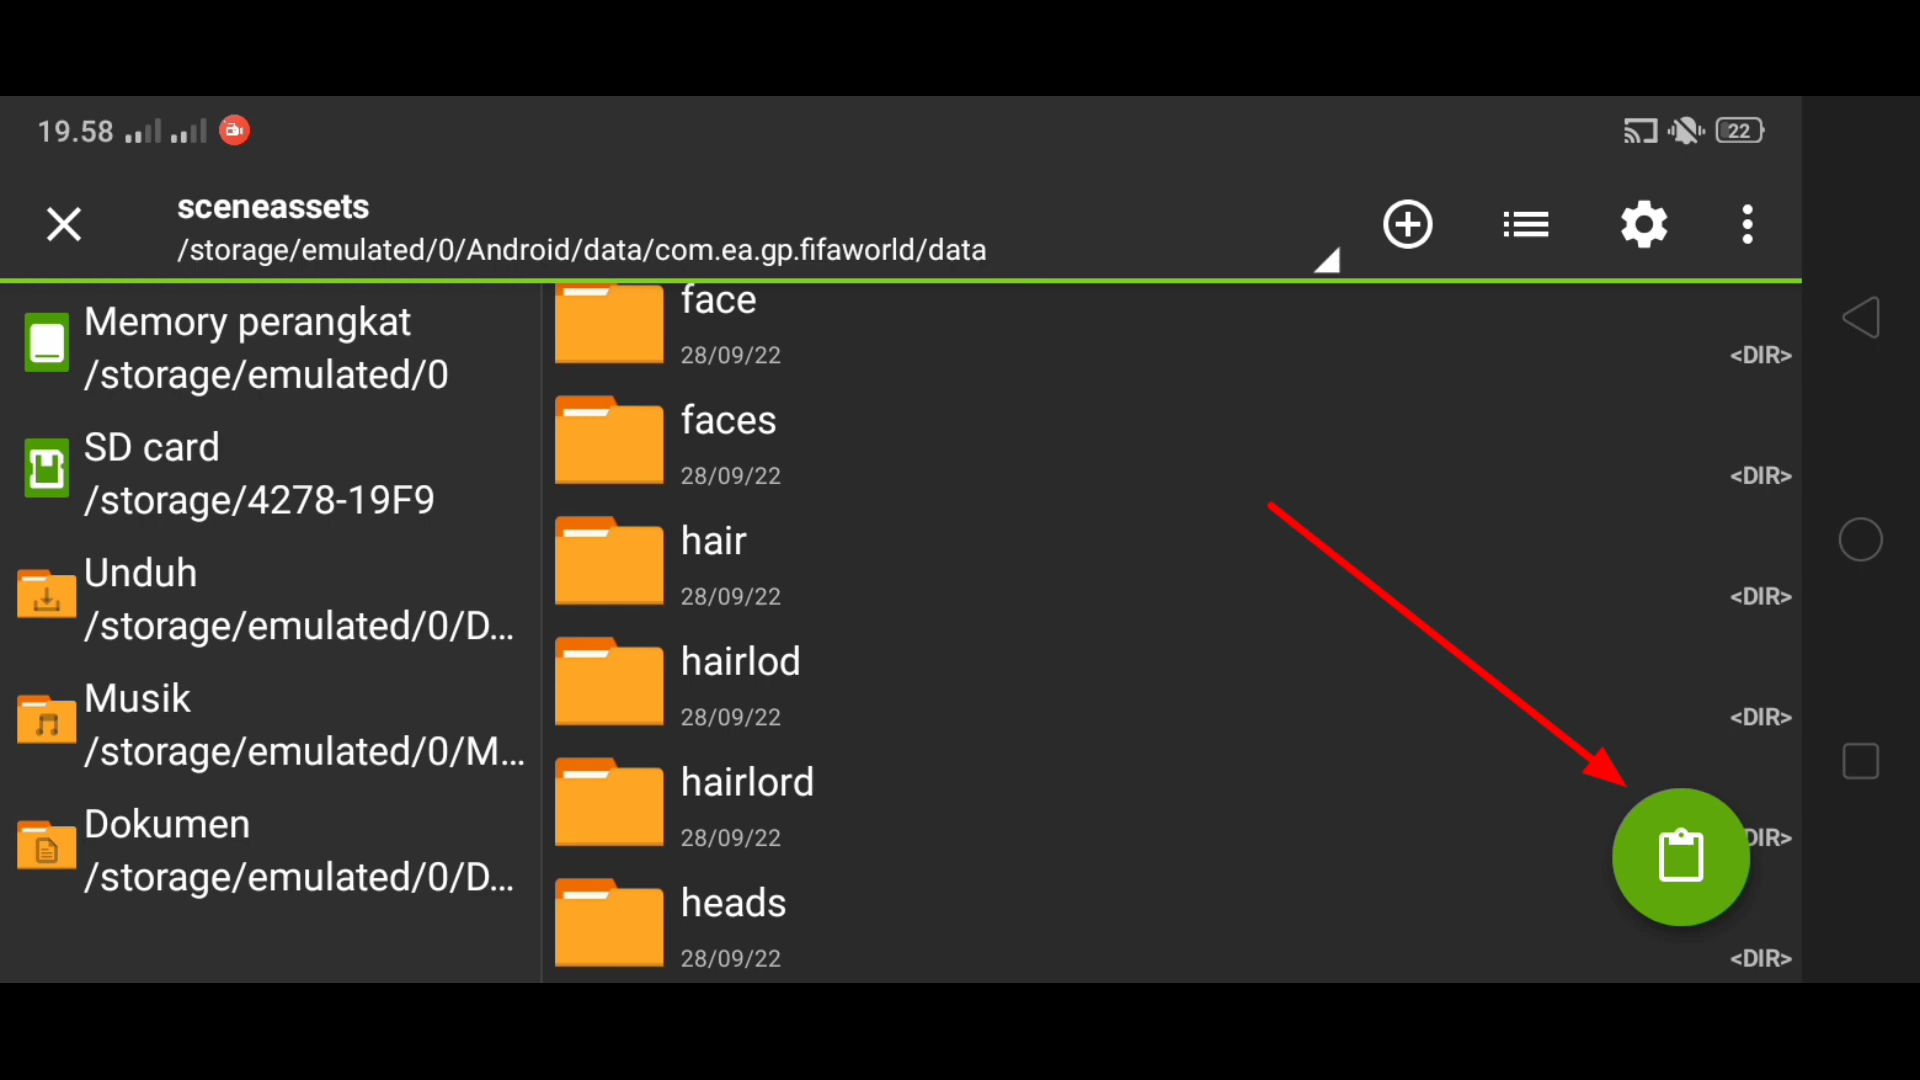 19.58
22
sceneassets
/storage/emulated/0/Android/data/com.ea.gp.fifaworld/data
Memory perangkat
/storage/emulated/0
SD card
/storage/4278-19F9
Unduh
/storage/emulated/0/D...
Musik
/storage/emulated/0/M...
Dokumen
/storage/emulated/0/D...
face
28/09/22
<DIR>
faces
28/09/22
<DIR>
hair
28/09/22
<DIR>
hairlod
28/09/22
<DIR>
hairlord
28/09/22
DIR>
heads
28/09/22
<DIR>